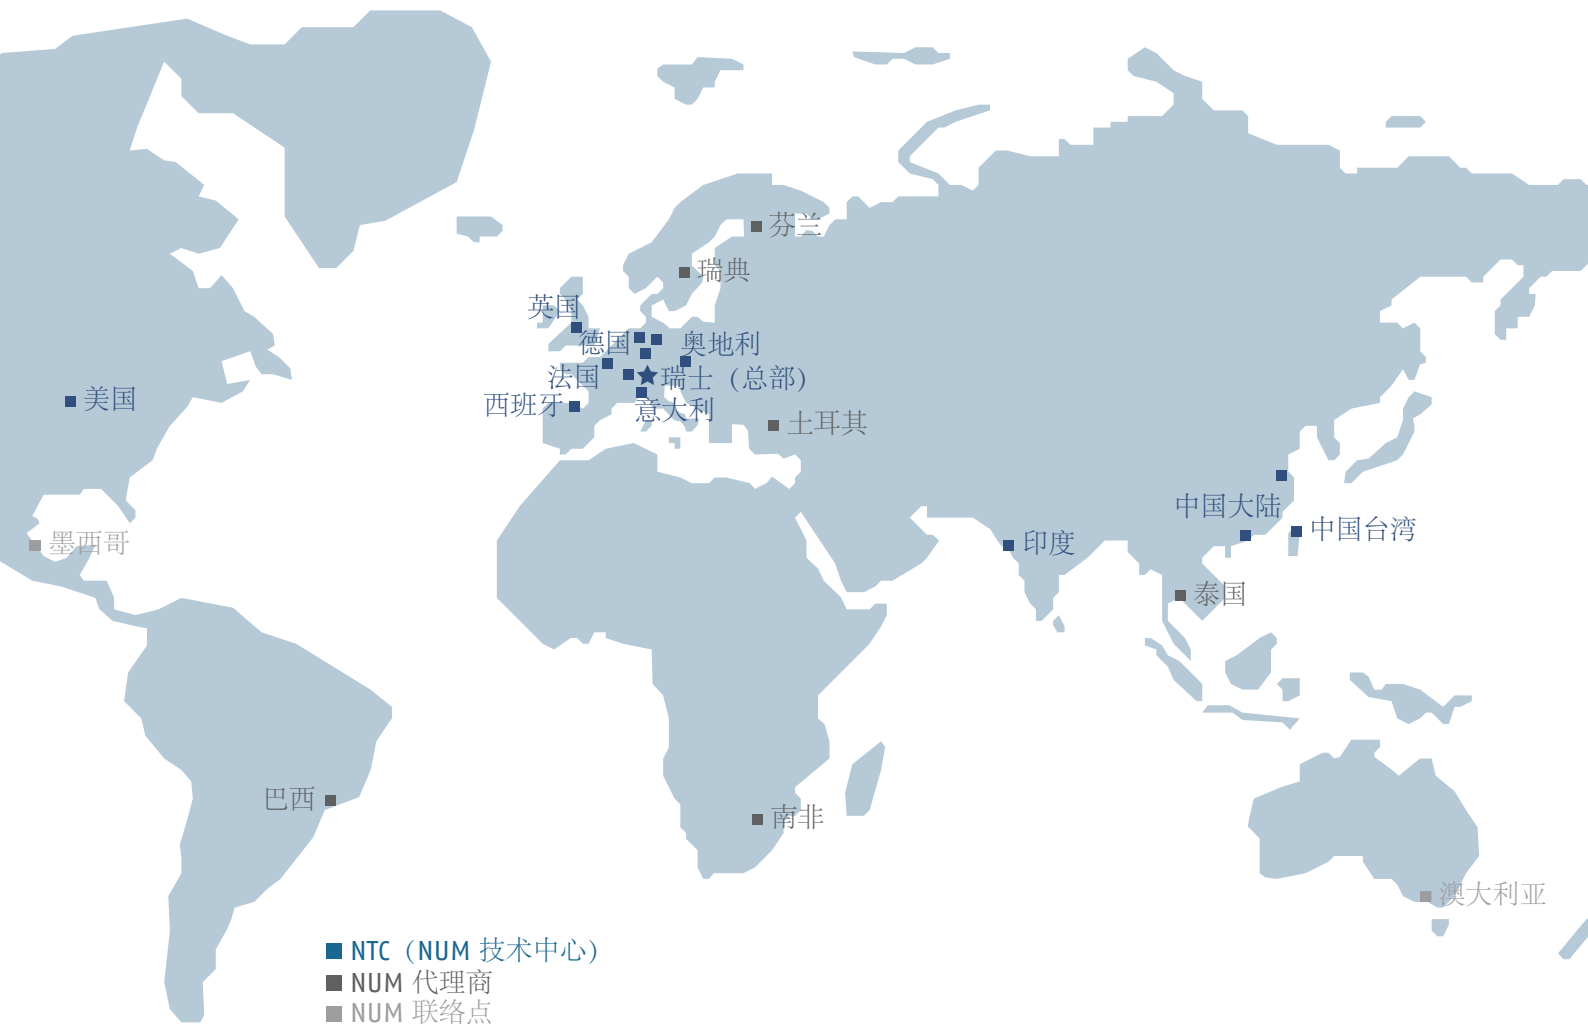 芬兰
瑞典
英国
德国
奥地利
法国
瑞士（总部）
美国
西班牙
意大利
土耳其
中国大陆
中国台湾
墨西哥
印度
泰国
巴西
南非
澳大利亚
NTC（NUM 技术中心）
NUM 代理商
NUM 联络点